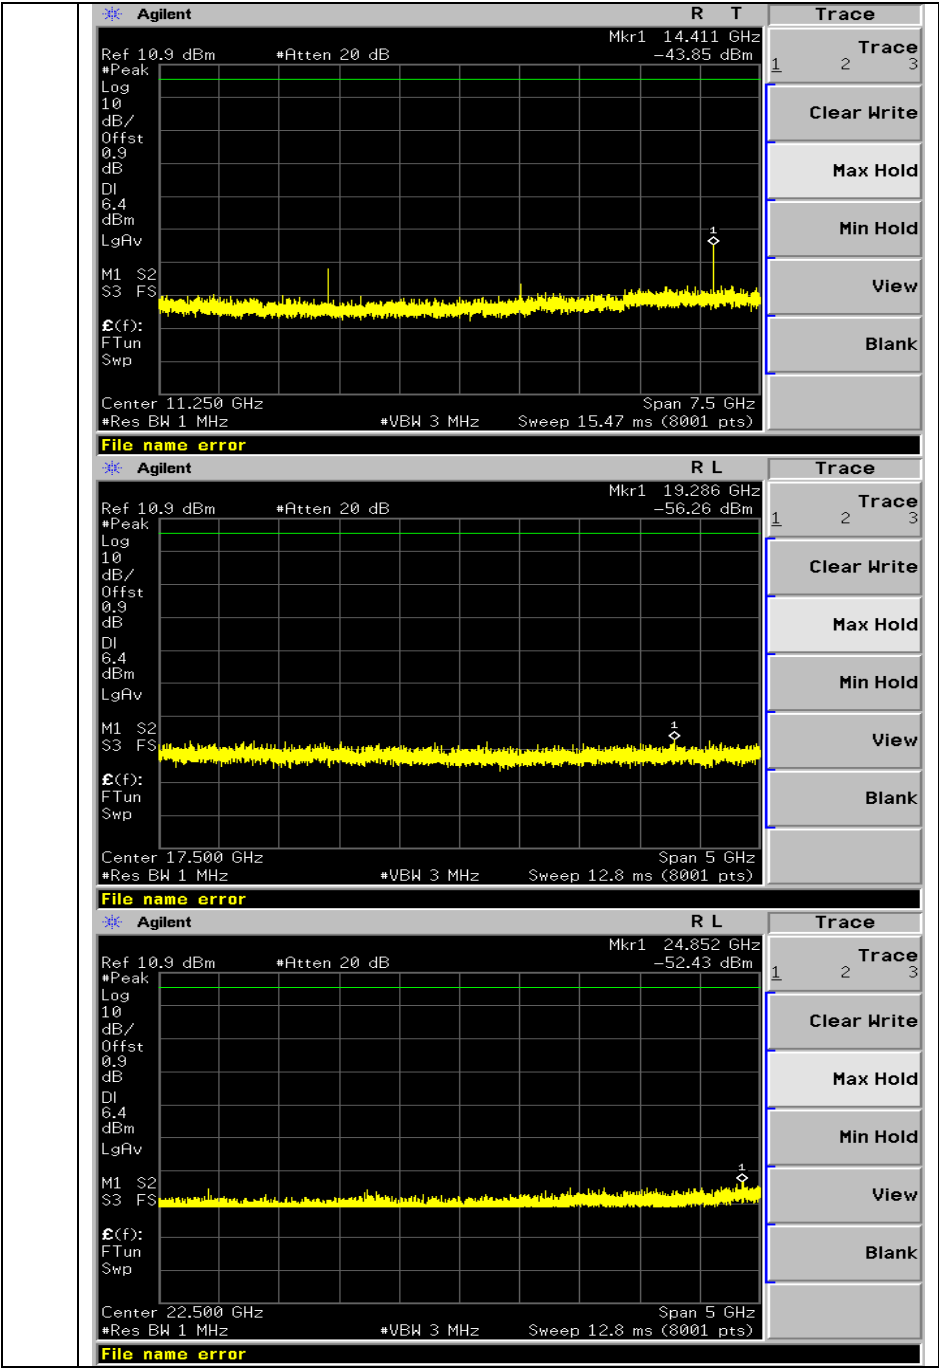 Agilent R T Trace
Mkr1 14.411 GHz
Ref 10.9 dBm #Atten 20 dB -43.85 dBm
Trace
1 2 3
#Peak
Log
10
dB/
Offst
0.9
dB
DI
6.4
dBm
LgAv
M1 S2
S3 FS
£(f):
FTun
Swp
1
Clear Write
Max Hold
Min Hold
View
Blank
Center 11.250 GHz Span 7.5 GHz
#Res BW 1 MHz #VBW 3 MHz Sweep 15.47 ms (8001 pts)
File name error
Agilent R L Trace
Mkr1 19.286 GHz
Ref 10.9 dBm #Atten 20 dB -56.26 dBm
Trace
1 2 3
#Peak
Log
10
dB/
Offst
0.9
dB
DI
6.4
dBm
LgAv
M1 S2
S3 FS
£(f):
FTun
Swp
1
Clear Write
Max Hold
Min Hold
View
Blank
Center 17.500 GHz Span 5 GHz
#Res BW 1 MHz #VBW 3 MHz Sweep 12.8 ms (8001 pts)
File name error
Agilent R L Trace
Mkr1 24.852 GHz
Ref 10.9 dBm #Atten 20 dB -52.43 dBm
Trace
1 2 3
#Peak
Log
10
dB/
Offst
0.9
dB
DI
6.4
dBm
LgAv
M1 S2
S3 FS
£(f):
FTun
Swp
1
Clear Write
Max Hold
Min Hold
View
Blank
Center 22.500 GHz Span 5 GHz
#Res BW 1 MHz #VBW 3 MHz Sweep 12.8 ms (8001 pts)
File name error